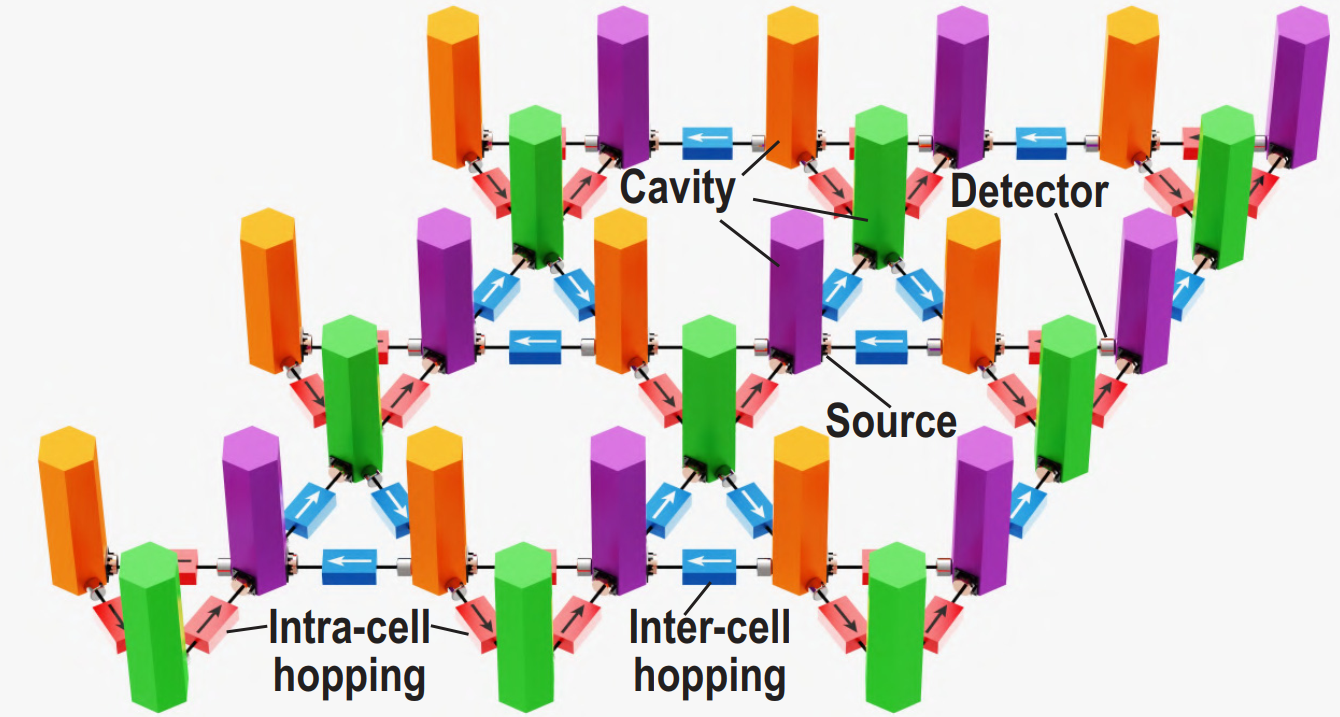 Cavity
Detector
Source
Intra-cell
hopping
Inter-cell
hopping